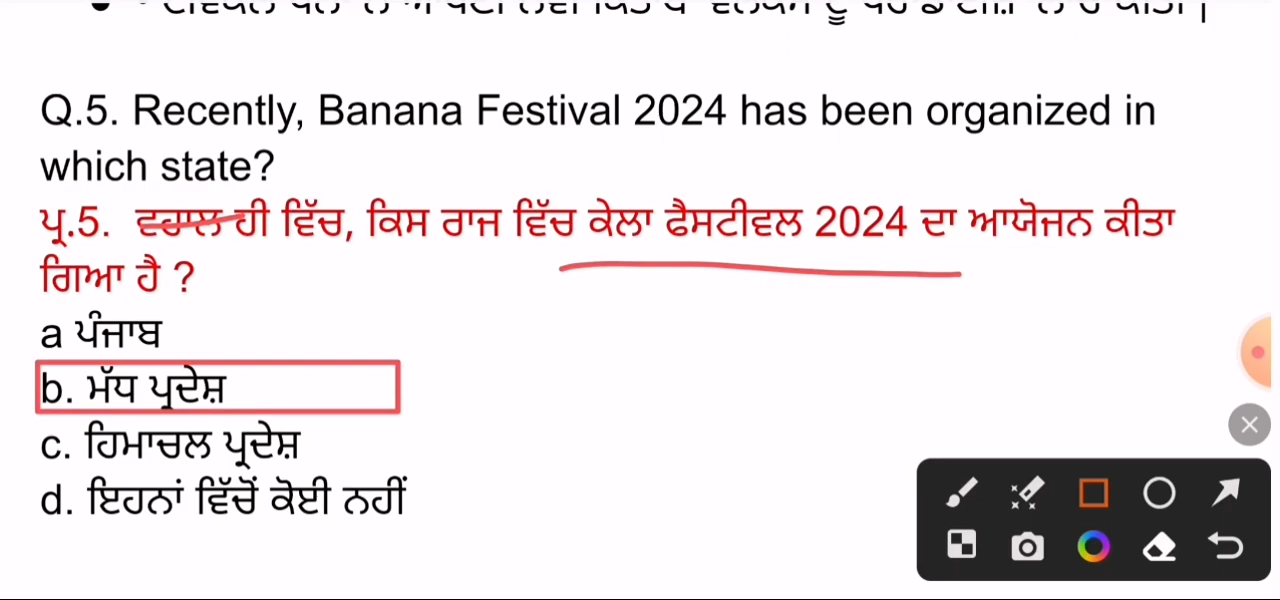 Q.5. Recently, Banana Festival 2024 has been organized in
which state?
ਪ੍ਰ.5. ਵਹਾਲ ਹੀ ਵਿੱਚ, ਕਿਸ ਰਾਜ ਵਿੱਚ ਕੇਲਾ ਫੈਸਟੀਵਲ 2024 ਦਾ ਆਯੋਜਨ ਕੀਤਾ
ਗਿਆ ਹੈ ?
a ਪੰਜਾਬ
b. ਮੱਧ ਪ੍ਰਦੇਸ਼
c. ਹਿਮਾਚਲ ਪ੍ਰਦੇਸ਼
d. ਇਹਨਾਂ ਵਿੱਚੋਂ ਕੋਈ ਨਹੀਂ